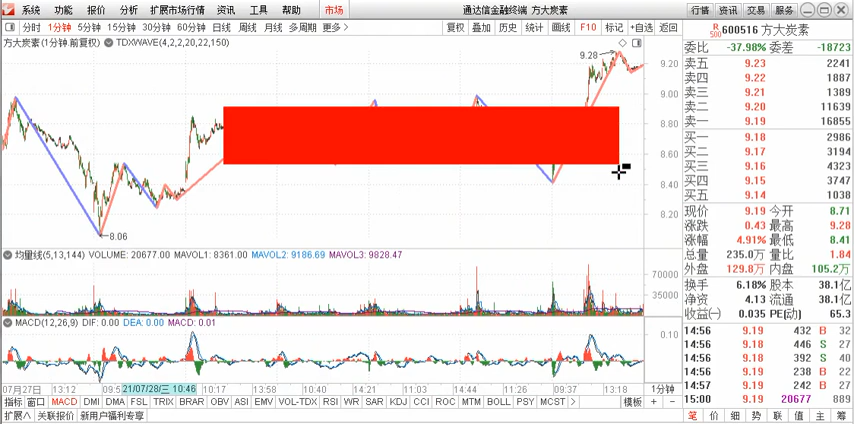 系统 功能 报价 分析 扩展市场行情 资讯 工具 帮助 市场 通达信金融终端 方大炭素 行情 资讯 交易 服务
分时 1分钟 5分钟 15分钟 30分钟 60分钟 日线 周线 月线 多周期 更多> 复权 叠加 历史 统计 画线 F10 标记 +自选 返回
R 500 600516 方大炭素
方大炭素(1分钟.前复权) TDXWAVE(4,2,2,20,22,150)
委比 -37.98% 委差 -18723
卖五 9.23 2241
卖四 9.22 1887
卖三 9.21 1389
卖二 9.20 11639
卖一 9.19 16855
买一 9.18 2986
买二 9.17 3194
买三 9.16 4323
买四 9.15 3747
买五 9.14 1038
现价 9.19 今开 8.71
涨跌 0.43 最高 9.28
涨幅 4.91% 最低 8.41
总量 235.0万 量比 1.84
外盘 129.8万 内盘 105.2万
换手 6.18% 股本 38.1亿
净资 4.13 流通 38.1亿
收益(一) 0.035 PE(动) 65.3
14:56 9.19 432 B 32
14:56 9.18 446 S 27
14:56 9.18 392 S 40
14:56 9.19 238 B 22
14:57 9.19 242 B 27
15:00 9.19 20677 889
笔 价 细 势 联 值 主 筹
9.28
9.20
9.00
8.80
8.60
8.40
8.20
8.06
均量线(5,13,144) VOLUME: 20677.00 MAVOL1: 8361.00 MAVOL2: 9186.69 MAVOL3: 9828.47
70000
35000
MACD(12,26,9) DIF: 0.00 DEA: 0.00 MACD: 0.01
0.10
07月27日 13:12 09:5 21/07/28/三 10:46 10:17 13:58 10:40 14:21 11:03 14:44 11:26 09:37 13:18 1分钟
指标 窗口 MACD DMI DMA FSL TRIX BRAR OBV ASI EMV VOL-TDX RSI WR SAR KDJ CCI ROC MTM BOLL PSY MCST > 模板 + -
扩展∧ 关联报价 新用户福利专享